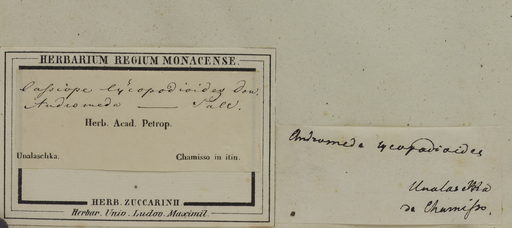 HERBARIUM REGIUM MONACENSE.
Cassiope lycopodioides Don.
Andromeda — Pall.
Herb. Acad. Petrop.
Unalaschka. Chamisso in itin.
HERB. ZUCCARINII
Herbar. Univ. Ludov. Maximil
Andromeda lycopodioides
Unalaschka
de Chamisso.